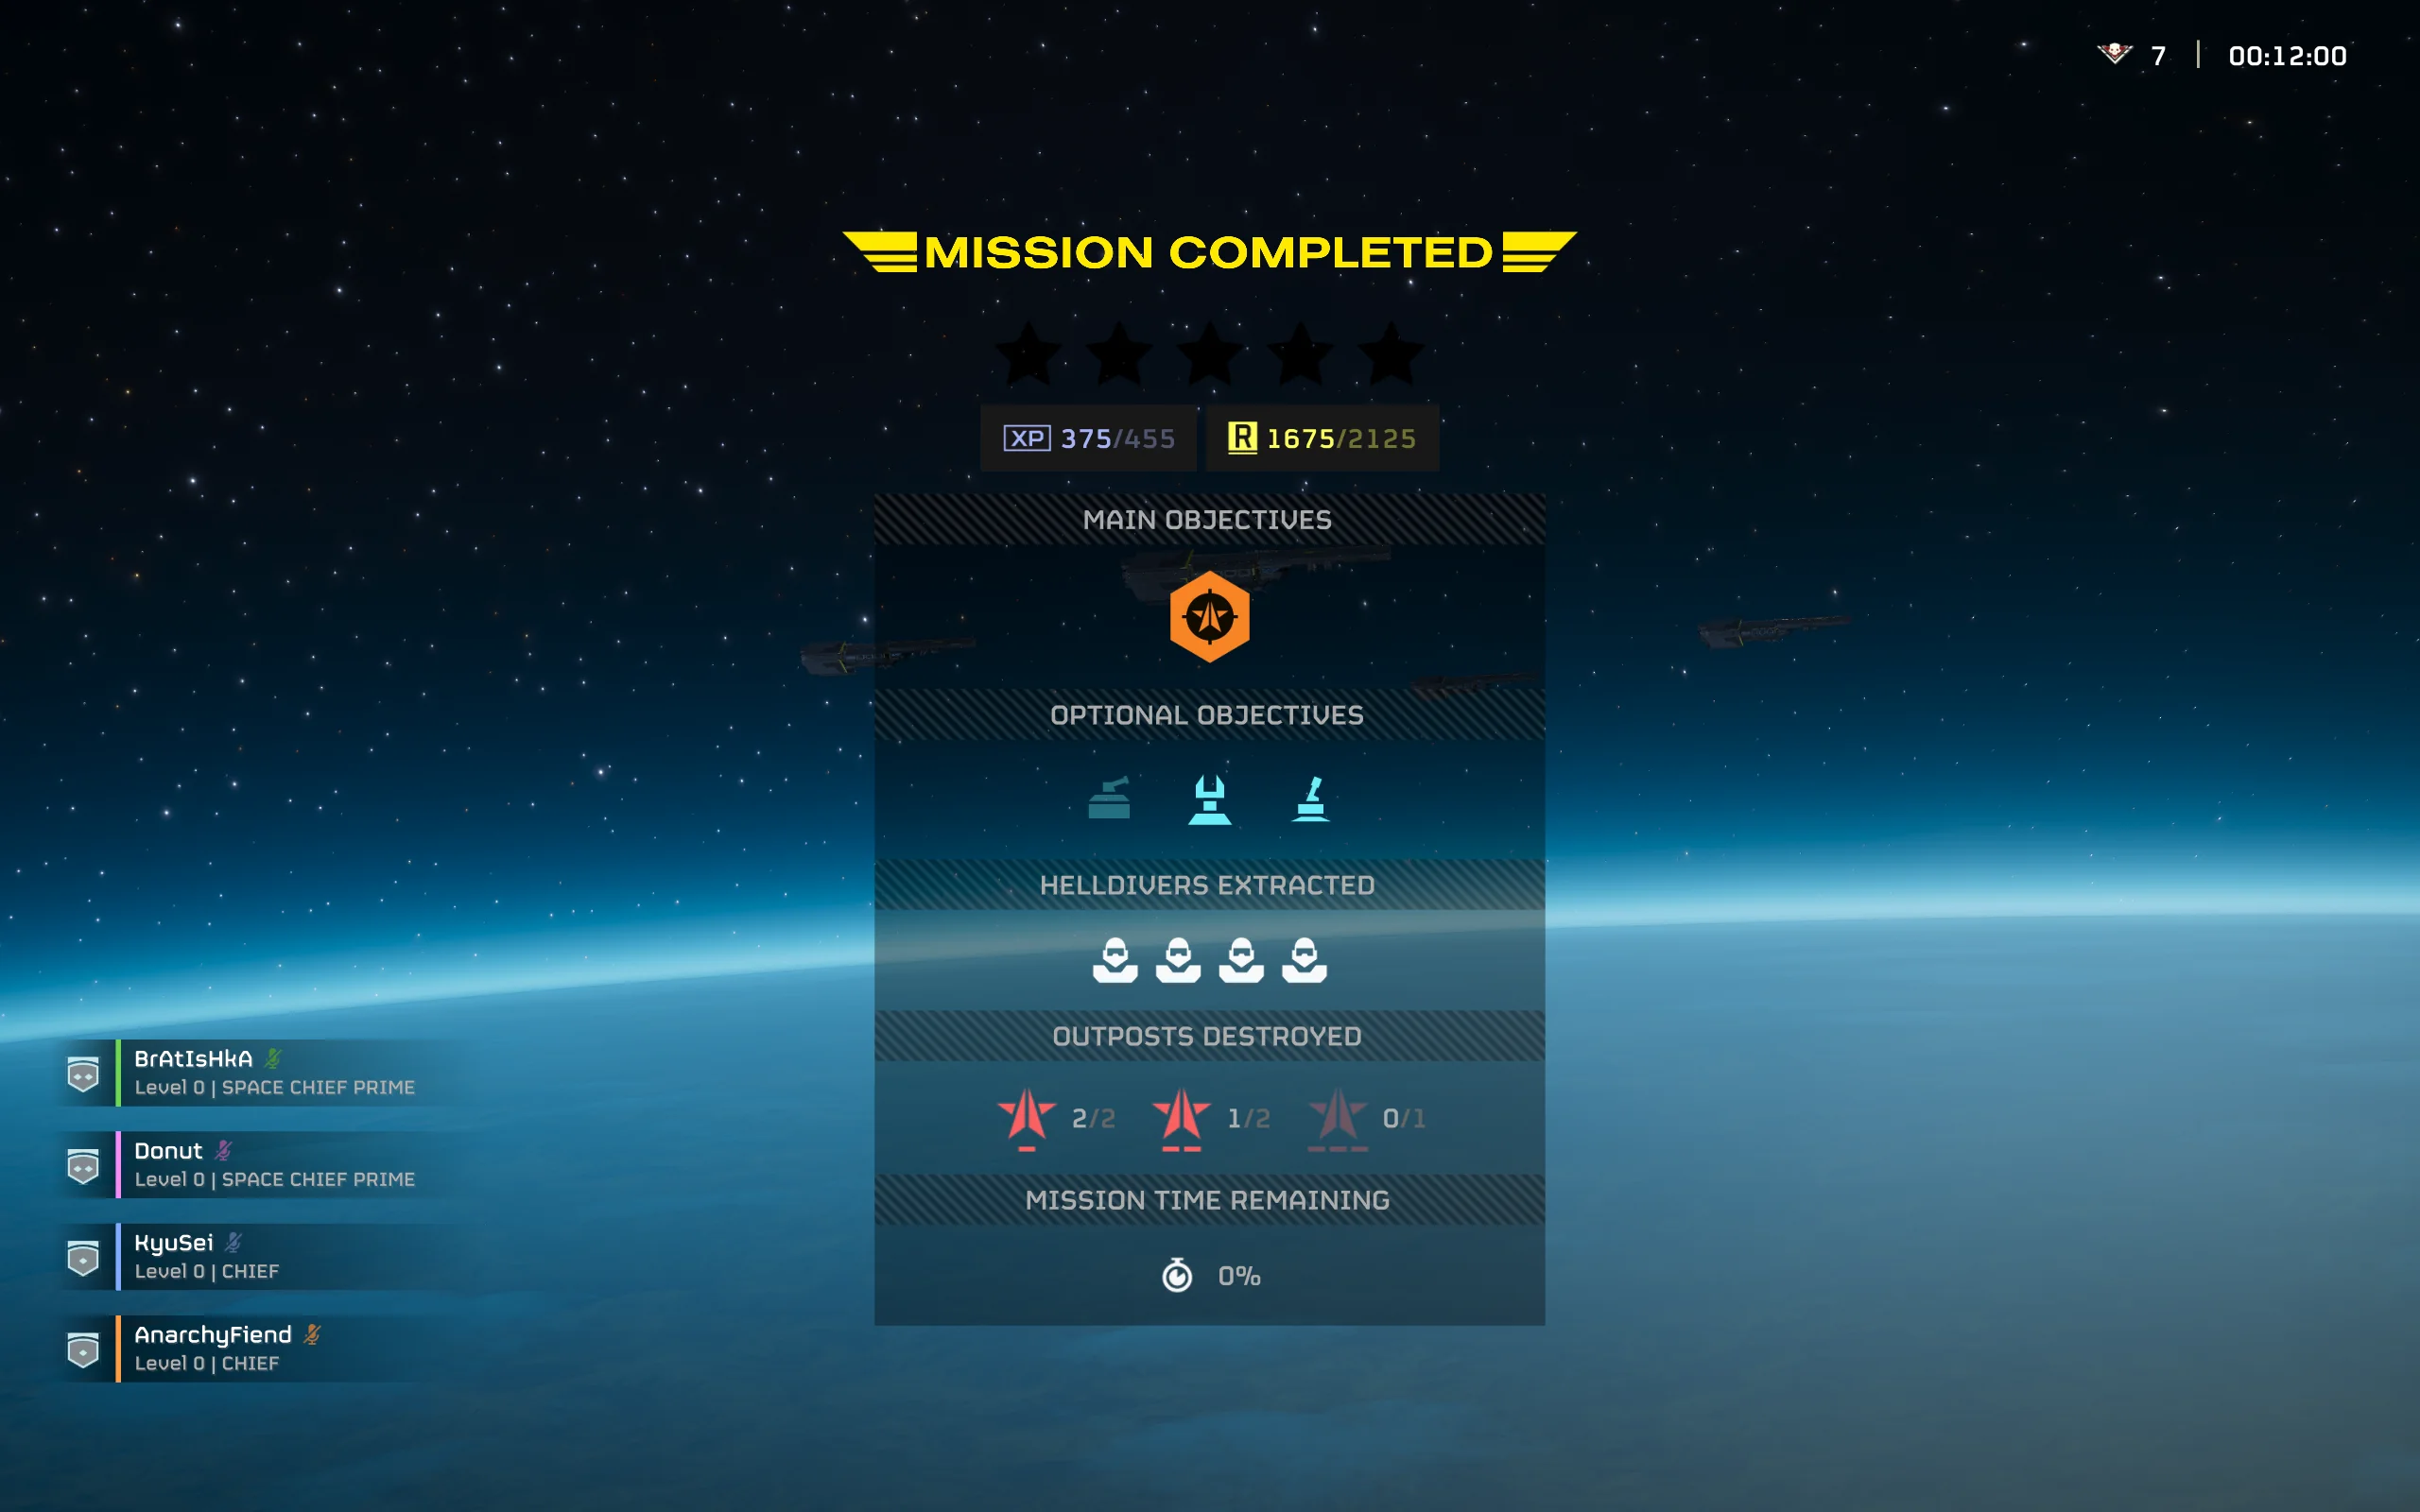 7 | 00:12:00
MISSION COMPLETED
XP 375/455 R 1675/2125
MAIN OBJECTIVES
OPTIONAL OBJECTIVES
HELLDIVERS EXTRACTED
OUTPOSTS DESTROYED
2/2 1/2 0/1
MISSION TIME REMAINING
0%
BrAtIsHkA
Level 0 | SPACE CHIEF PRIME
Donut
Level 0 | SPACE CHIEF PRIME
KyuSei
Level 0 | CHIEF
AnarchyFiend
Level 0 | CHIEF